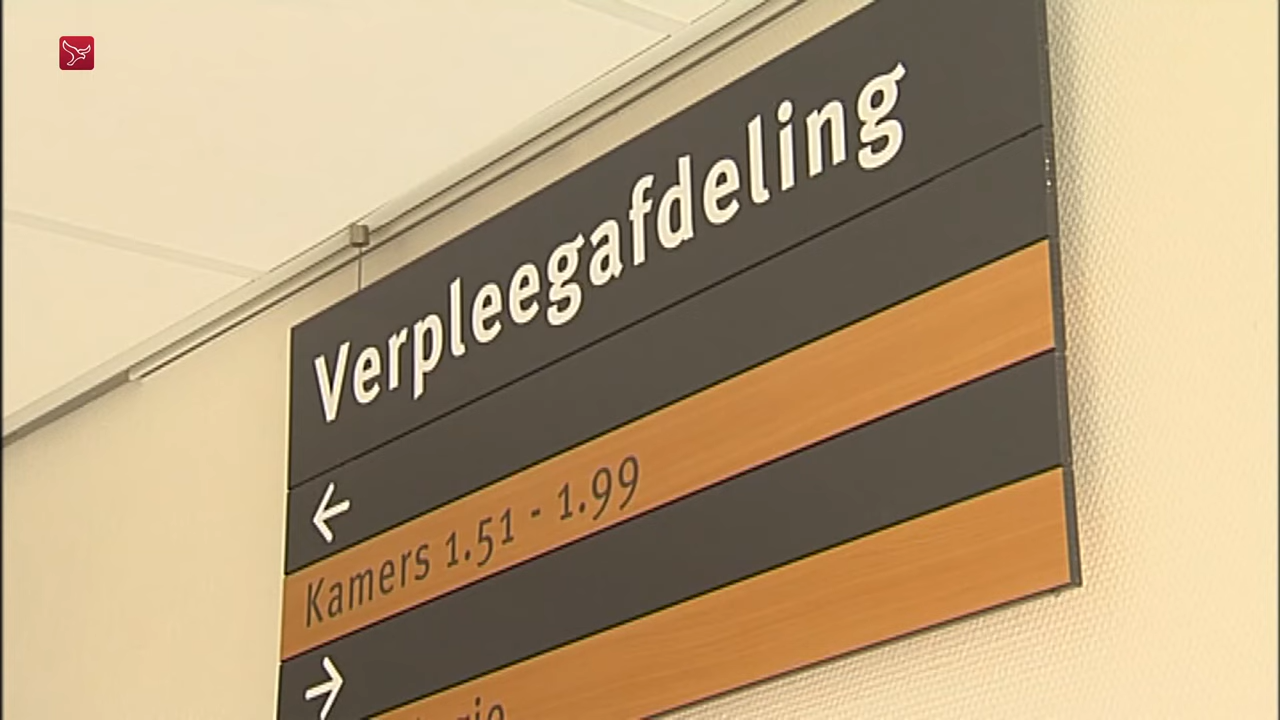 Verpleegafdeling
←
Kamers 1.51 - 1.99
→